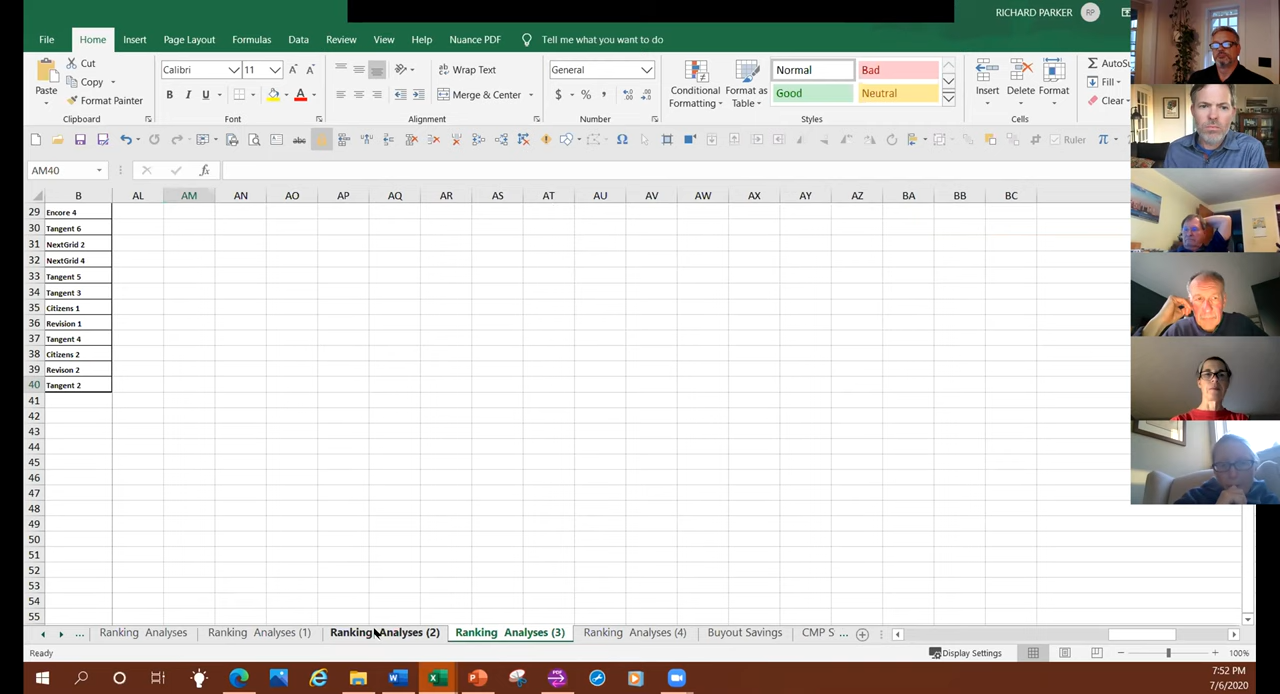 RICHARD PARKER RP
File Home Insert Page Layout Formulas Data Review View Help Nuance PDF Tell me what you want to do
Cut
Copy
Format Painter
Paste
Clipboard
Calibri 11
B I U
Font
Wrap Text
Merge & Center
Alignment
General
$ % ,
Number
Conditional Formatting
Format as Table
Normal Bad
Good Neutral
Styles
Insert Delete Format
Cells
AutoSu
Fill
Clear
Ruler
AM40
fx
B AL AM AN AO AP AQ AR AS AT AU AV AW AX AY AZ BA BB BC
29 Encore 4
30 Tangent 6
31 NextGrid 2
32 NextGrid 4
33 Tangent 5
34 Tangent 3
35 Citizens 1
36 Revision 1
37 Tangent 4
38 Citizens 2
39 Revison 2
40 Tangent 2
41
42
43
44
45
46
47
48
49
50
51
52
53
54
55
... Ranking Analyses Ranking Analyses (1) Ranking Analyses (2) Ranking Analyses (3) Ranking Analyses (4) Buyout Savings CMP S ...
Ready Display Settings 100%
7:52 PM
7/6/2020